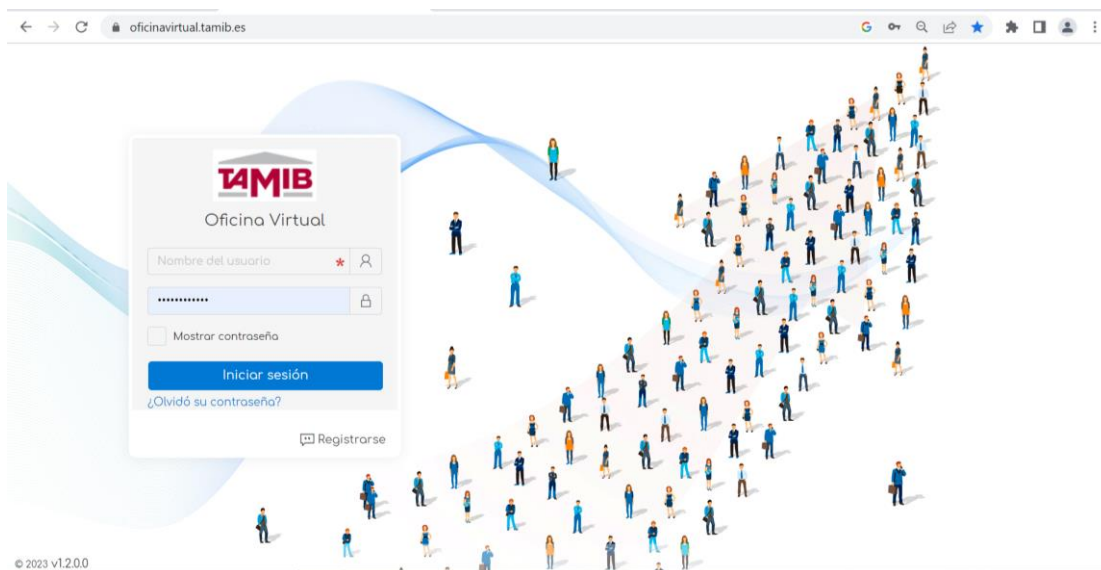 oficinavirtual.tamib.es
TAMIB
Oficina Virtual
Nombre del usuario *
••••••••••••
Mostrar contraseña
Iniciar sesión
¿Olvidó su contraseña?
Registrarse
© 2023 v1.2.0.0